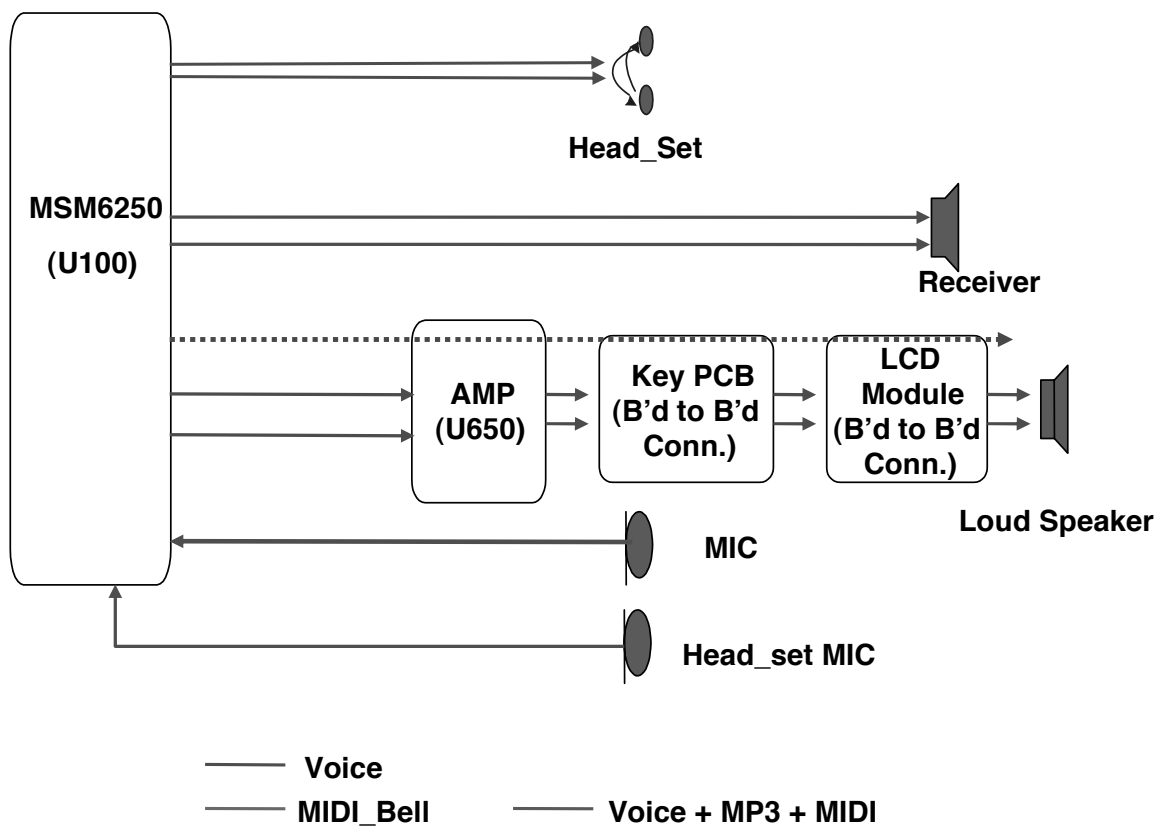 Head_Set
MSM6250
(U100)
Receiver
AMP
(U650)
Key PCB
(B'd to B'd
Conn.)
LCD
Module
(B'd to B'd
Conn.)
Loud Speaker
MIC
Head_set MIC
Voice
MIDI_Bell
Voice + MP3 + MIDI